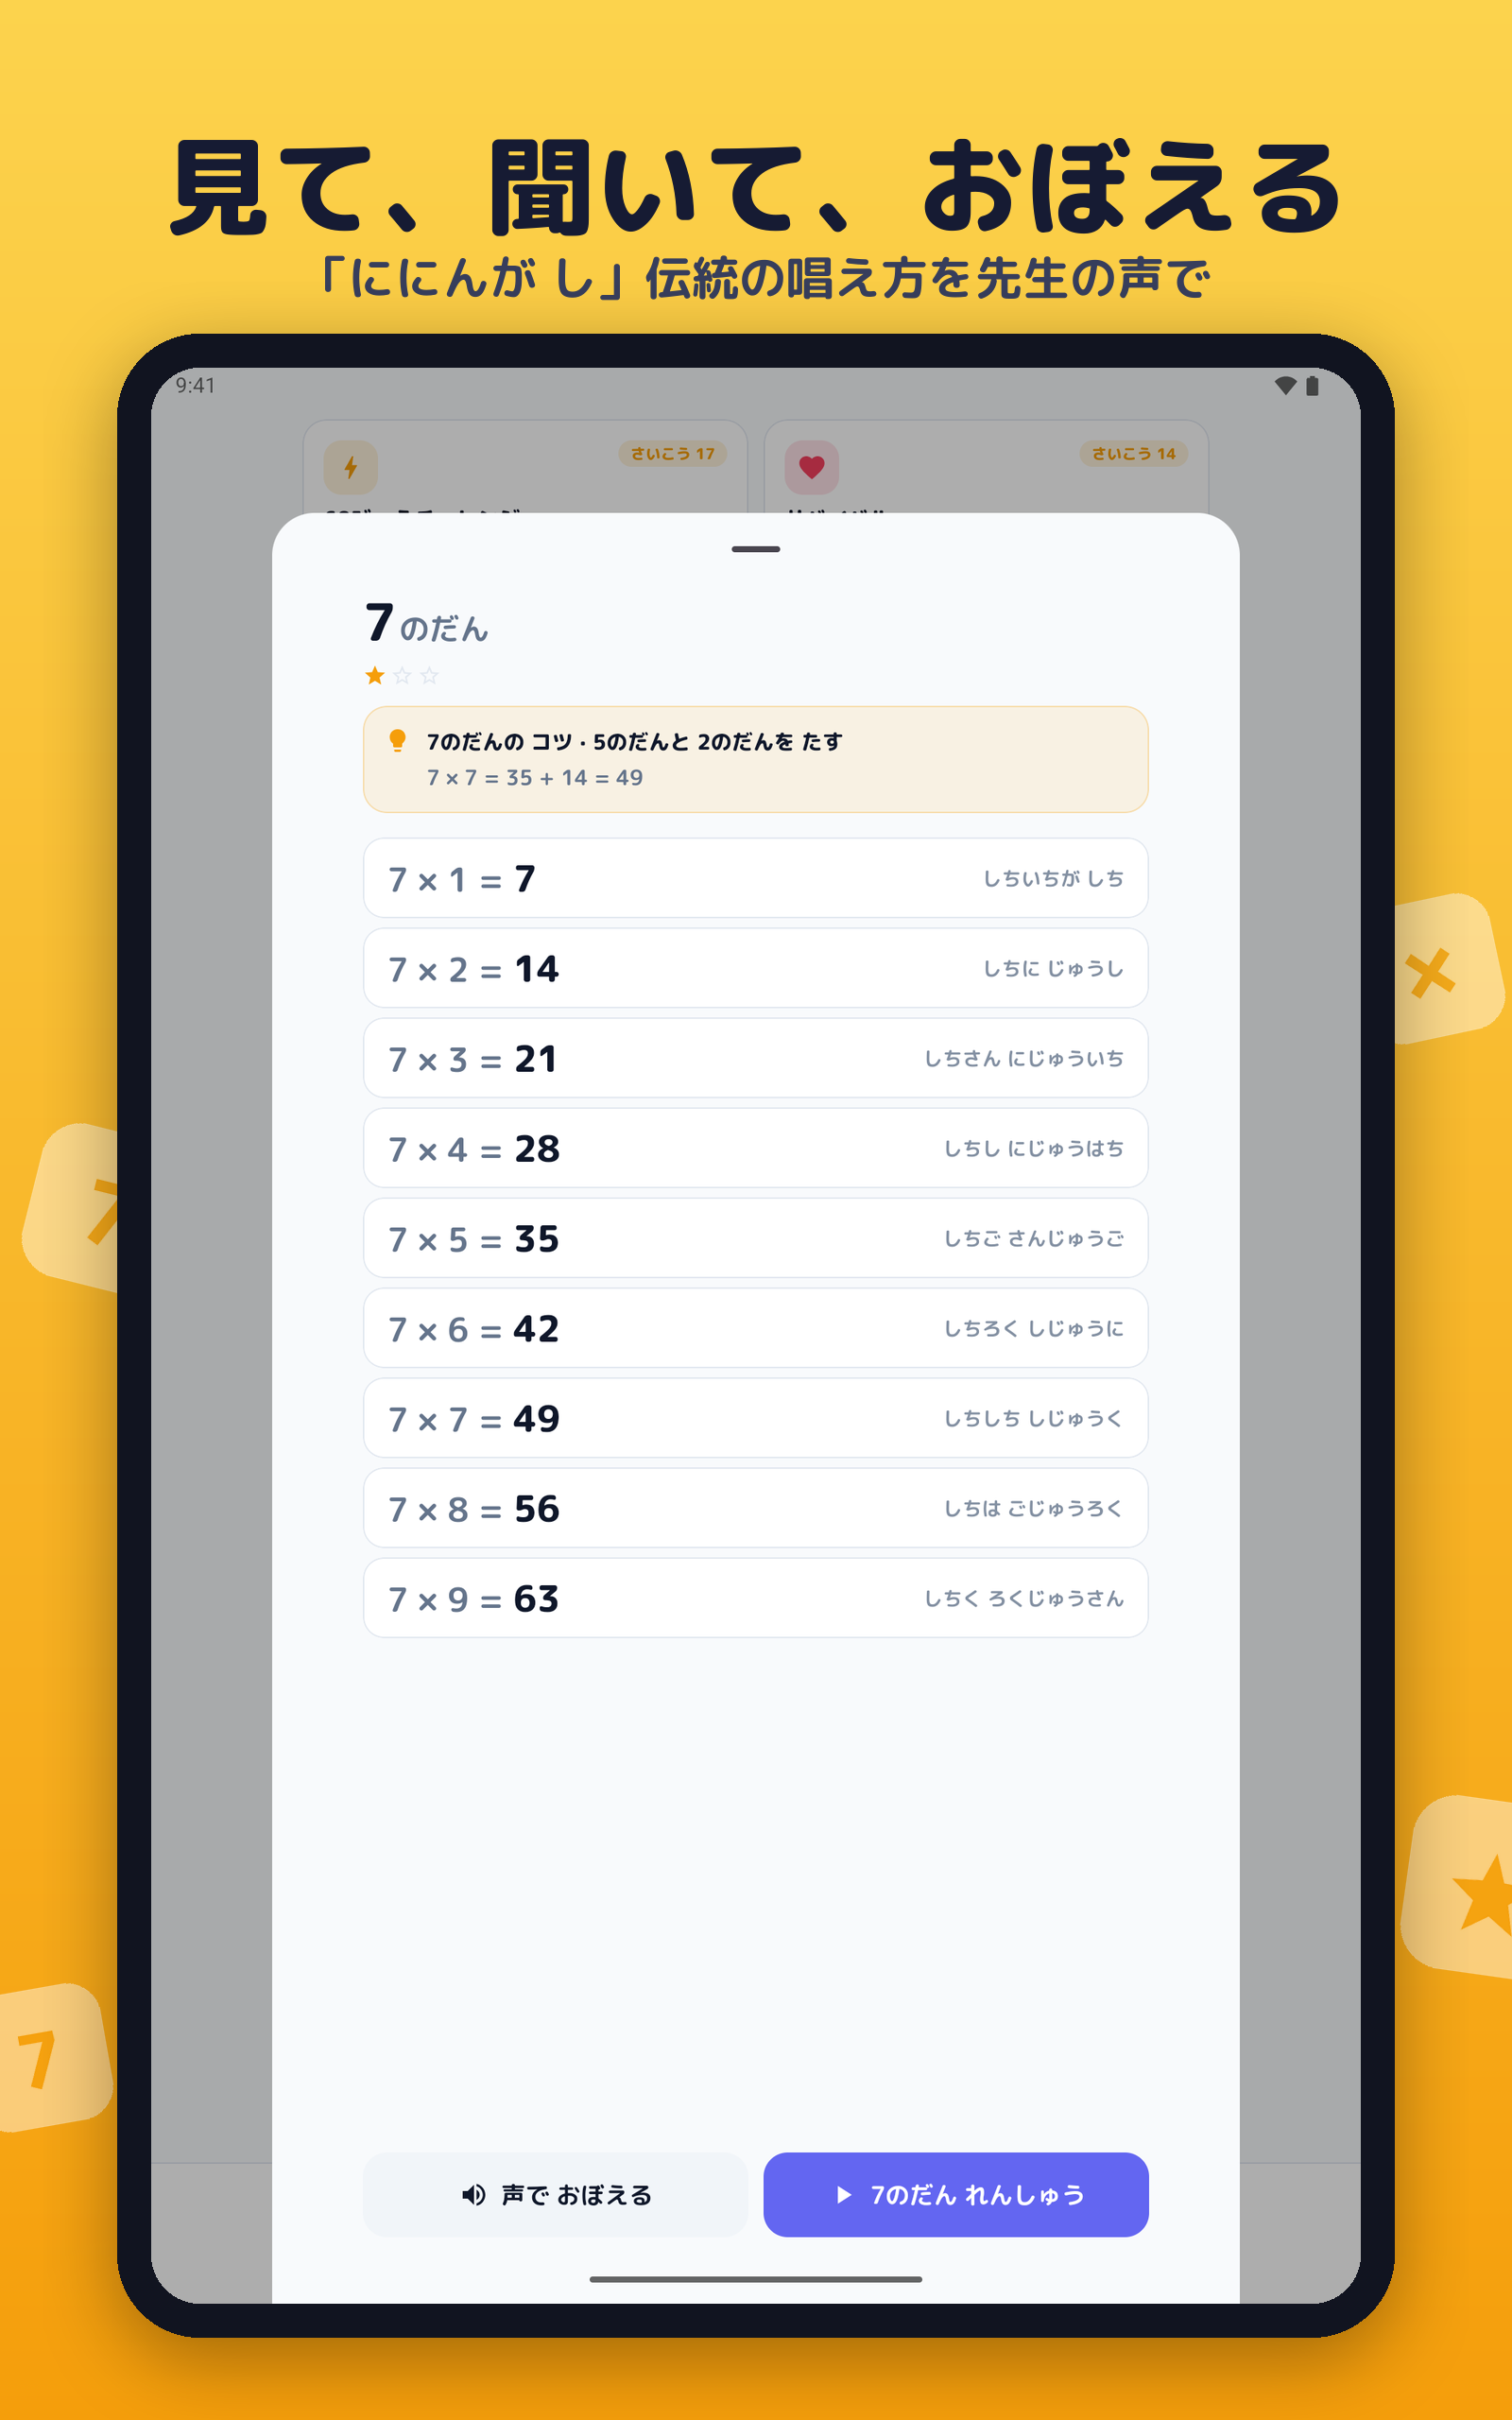 見て、聞いて、おぼえる
「ににんが し」伝統の唱え方を先生の声で
9:41
さいこう 17
さいこう 14
7のだん
7のだんの コツ・5のだんと 2のだんを たす
7 × 7 = 35 + 14 = 49
7 × 1 = 7 しちいちが しち
7 × 2 = 14 しちに じゅうし
7 × 3 = 21 しちさん にじゅういち
7 × 4 = 28 しちし にじゅうはち
7 × 5 = 35 しちご さんじゅうご
7 × 6 = 42 しちろく しじゅうに
7 × 7 = 49 しちしち しじゅうく
7 × 8 = 56 しちは ごじゅうろく
7 × 9 = 63 しちく ろくじゅうさん
×
7
7
声で おぼえる
7のだん れんしゅう